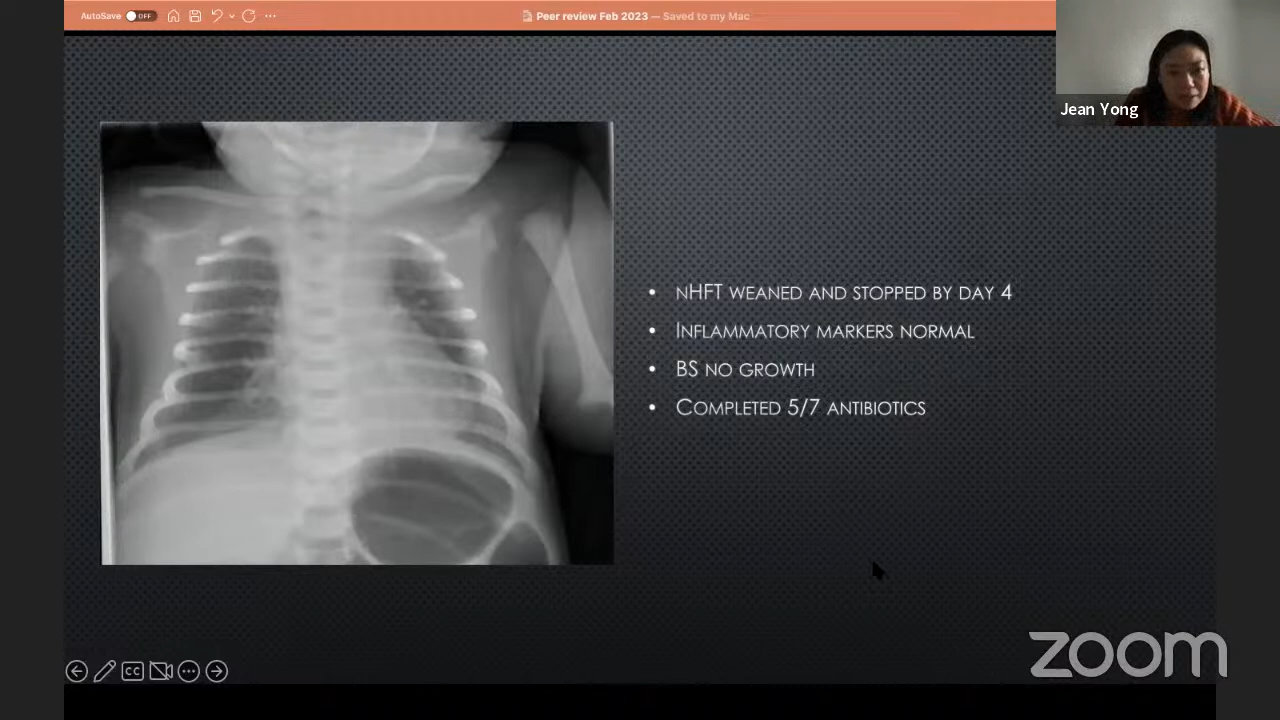 AutoSave OFF
Peer review Feb 2023 — Saved to my Mac
Jean Yong
• nHFT weaned and stopped by day 4
• Inflammatory markers normal
• BS no growth
• Completed 5/7 antibiotics
CC
zoom